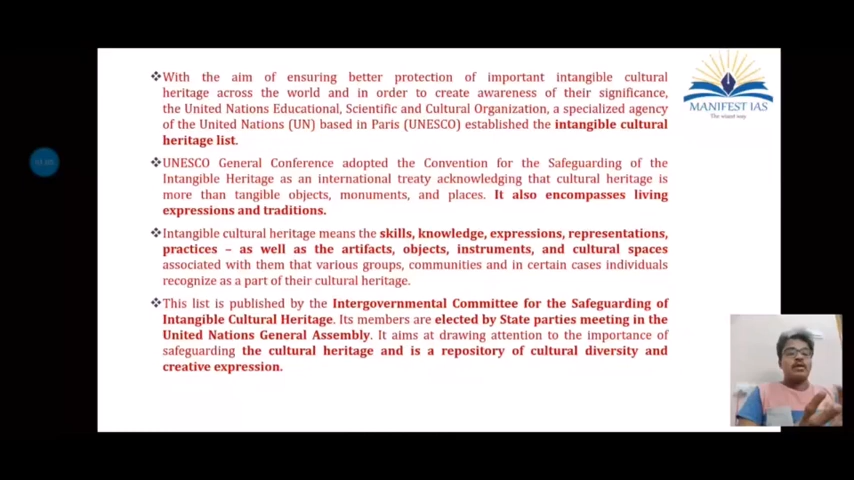 ❖With the aim of ensuring better protection of important intangible cultural
heritage across the world and in order to create awareness of their significance,
the United Nations Educational, Scientific and Cultural Organization, a specialized agency
of the United Nations (UN) based in Paris (UNESCO) established the intangible cultural
heritage list.
❖UNESCO General Conference adopted the Convention for the Safeguarding of the
Intangible Heritage as an international treaty acknowledging that cultural heritage is
more than tangible objects, monuments, and places. It also encompasses living
expressions and traditions.
❖Intangible cultural heritage means the skills, knowledge, expressions, representations,
practices – as well as the artifacts, objects, instruments, and cultural spaces
associated with them that various groups, communities and in certain cases individuals
recognize as a part of their cultural heritage.
❖This list is published by the Intergovernmental Committee for the Safeguarding of
Intangible Cultural Heritage. Its members are elected by State parties meeting in the
United Nations General Assembly. It aims at drawing attention to the importance of
safeguarding the cultural heritage and is a repository of cultural diversity and
creative expression.
MANIFEST IAS